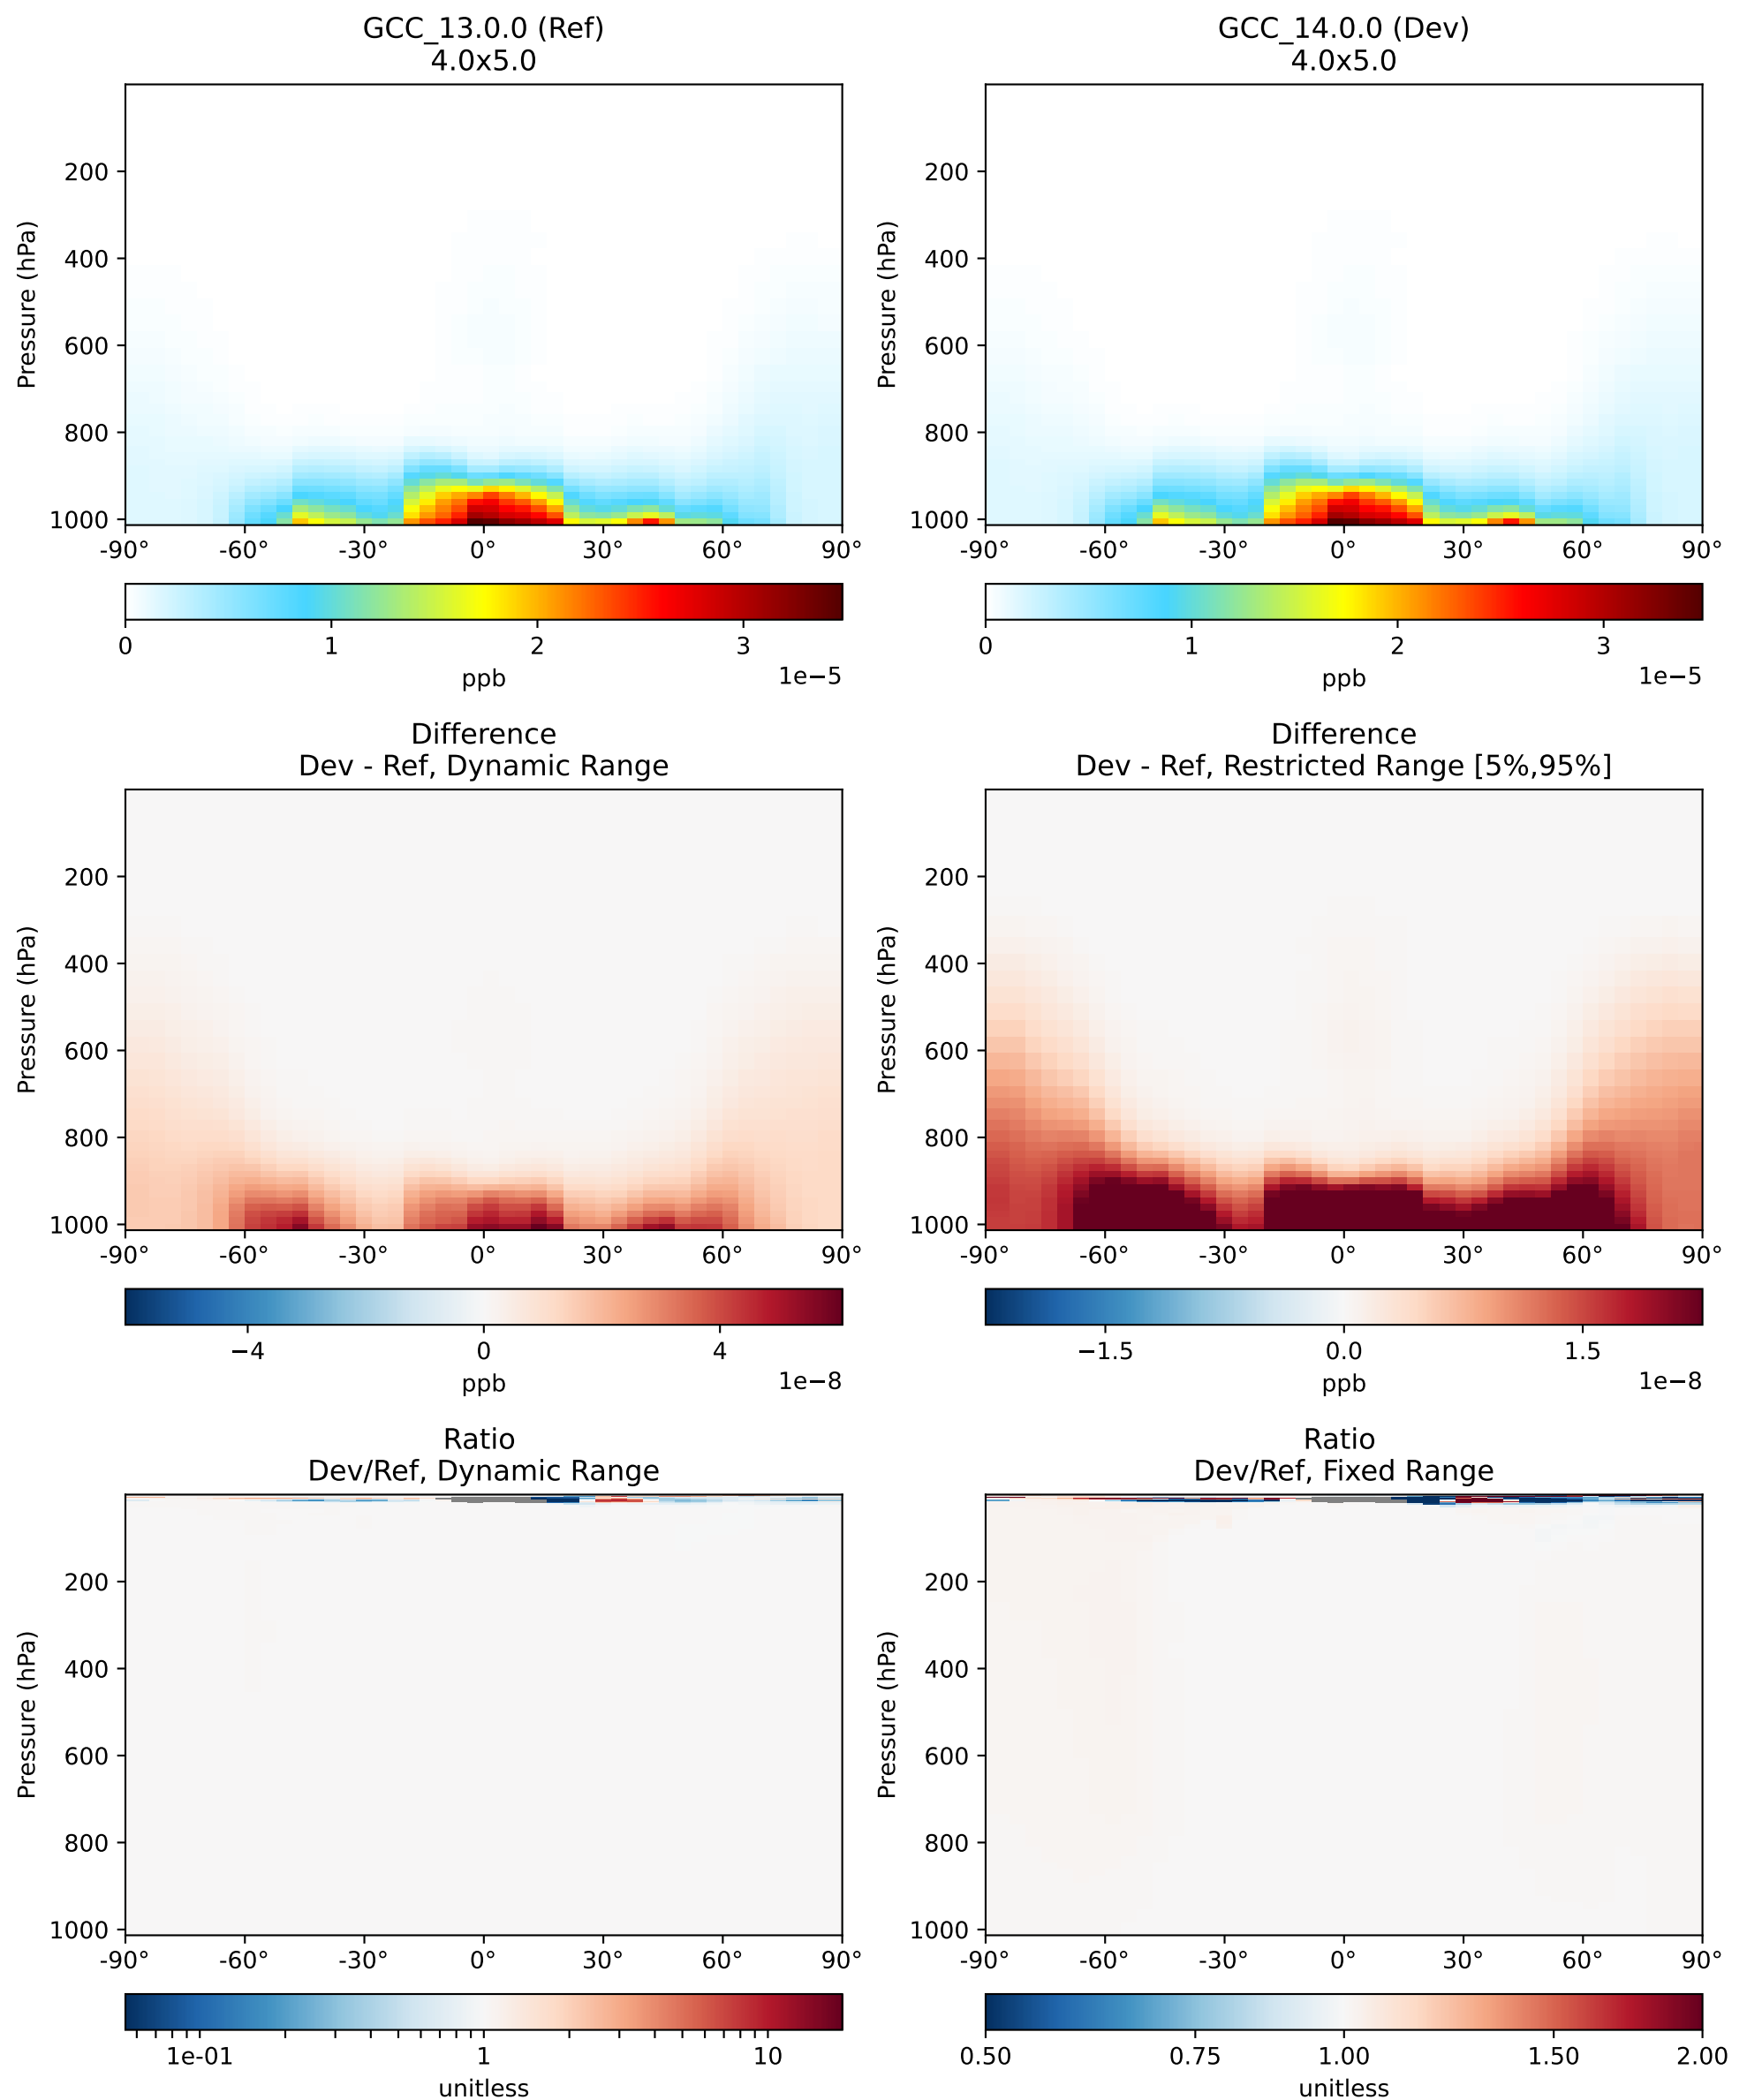 GCC_13.0.0 (Ref)
4.0x5.0
Pressure (hPa)
200
400
600
800
1000
-90° -60° -30° 0° 30° 60° 90°
0 1 2 3
1e−5
ppb
GCC_14.0.0 (Dev)
4.0x5.0
Pressure (hPa)
200
400
600
800
1000
-90° -60° -30° 0° 30° 60° 90°
0 1 2 3
1e−5
ppb
Difference
Dev - Ref, Dynamic Range
Pressure (hPa)
200
400
600
800
1000
-90° -60° -30° 0° 30° 60° 90°
−4 0 4
1e−8
ppb
Difference
Dev - Ref, Restricted Range [5%,95%]
Pressure (hPa)
200
400
600
800
1000
-90° -60° -30° 0° 30° 60° 90°
−1.5 0.0 1.5
1e−8
ppb
Ratio
Dev/Ref, Dynamic Range
Pressure (hPa)
200
400
600
800
1000
-90° -60° -30° 0° 30° 60° 90°
1e-01 1 10
unitless
Ratio
Dev/Ref, Fixed Range
Pressure (hPa)
200
400
600
800
1000
-90° -60° -30° 0° 30° 60° 90°
0.50 0.75 1.00 1.50 2.00
unitless